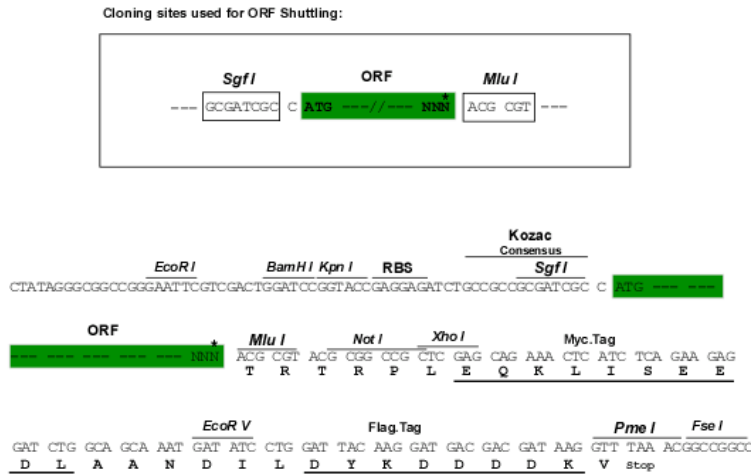 Cloning sites used for ORF Shuttling:
Sgf I ORF Mlu I
--- GCGATCGC C ATG ---//--- NNN* ACG CGT ---
Kozac
Consensus
EcoR I BamH I Kpn I RBS Sgf I
CTATAGGGCGGCCGGGAATTCGTCGACTGGATCCGGTACCGAGGAGATCTGCCGCCGCGATCGC C ATG --- ---
ORF Mlu I Not I Xho I Myc.Tag
--- --- --- --- --- NNN* ACG CGT ACG CGG CCG CTC GAG CAG AAA CTC ATC TCA GAA GAG
T R T R P L E Q K L I S E E
EcoR V Flag.Tag Pme I Fse I
GAT CTG GCA GCA AAT GAT ATC CTG GAT TAC AAG GAT GAC GAC GAT AAG GTT TAA ACGGCCGGCC
D L A A N D I L D Y K D D D D K V Stop